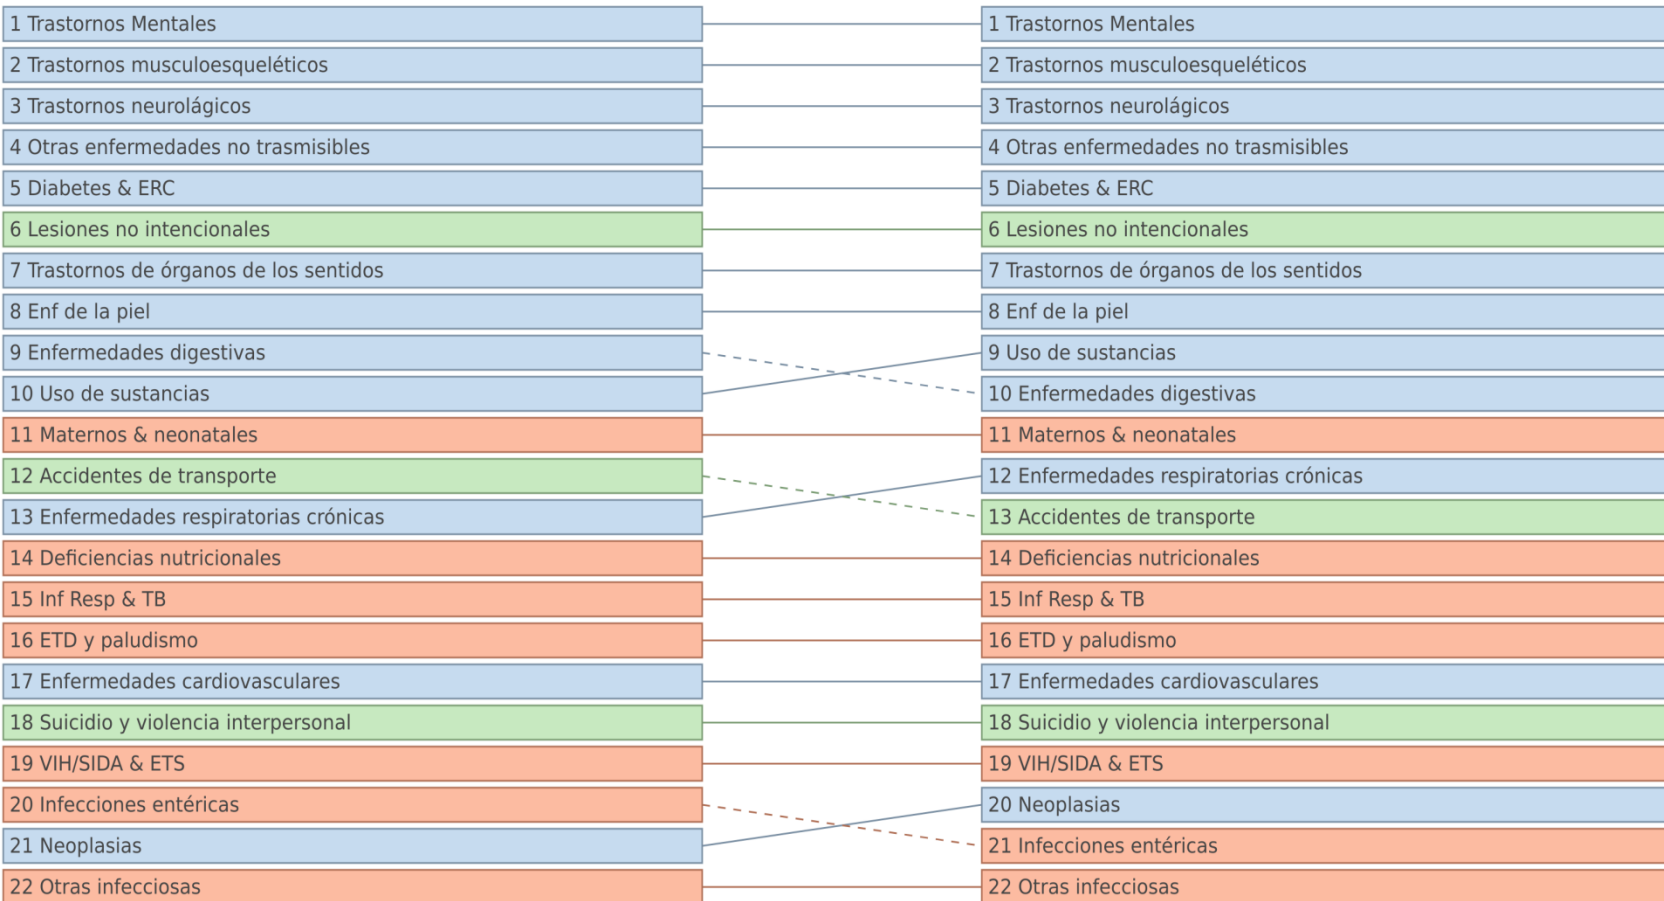 1 Trastornos Mentales
2 Trastornos musculoesqueléticos
3 Trastornos neurolágicos
4 Otras enfermedades no trasmisibles
5 Diabetes & ERC
6 Lesiones no intencionales
7 Trastornos de órganos de los sentidos
8 Enf de la piel
9 Enfermedades digestivas
10 Uso de sustancias
11 Maternos & neonatales
12 Accidentes de transporte
13 Enfermedades respiratorias crónicas
14 Deficiencias nutricionales
15 Inf Resp & TB
16 ETD y paludismo
17 Enfermedades cardiovasculares
18 Suicidio y violencia interpersonal
19 VIH/SIDA & ETS
20 Infecciones entéricas
21 Neoplasias
22 Otras infecciosas
1 Trastornos Mentales
2 Trastornos musculoesqueléticos
3 Trastornos neurolágicos
4 Otras enfermedades no trasmisibles
5 Diabetes & ERC
6 Lesiones no intencionales
7 Trastornos de órganos de los sentidos
8 Enf de la piel
9 Uso de sustancias
10 Enfermedades digestivas
11 Maternos & neonatales
12 Enfermedades respiratorias crónicas
13 Accidentes de transporte
14 Deficiencias nutricionales
15 Inf Resp & TB
16 ETD y paludismo
17 Enfermedades cardiovasculares
18 Suicidio y violencia interpersonal
19 VIH/SIDA & ETS
20 Neoplasias
21 Infecciones entéricas
22 Otras infecciosas